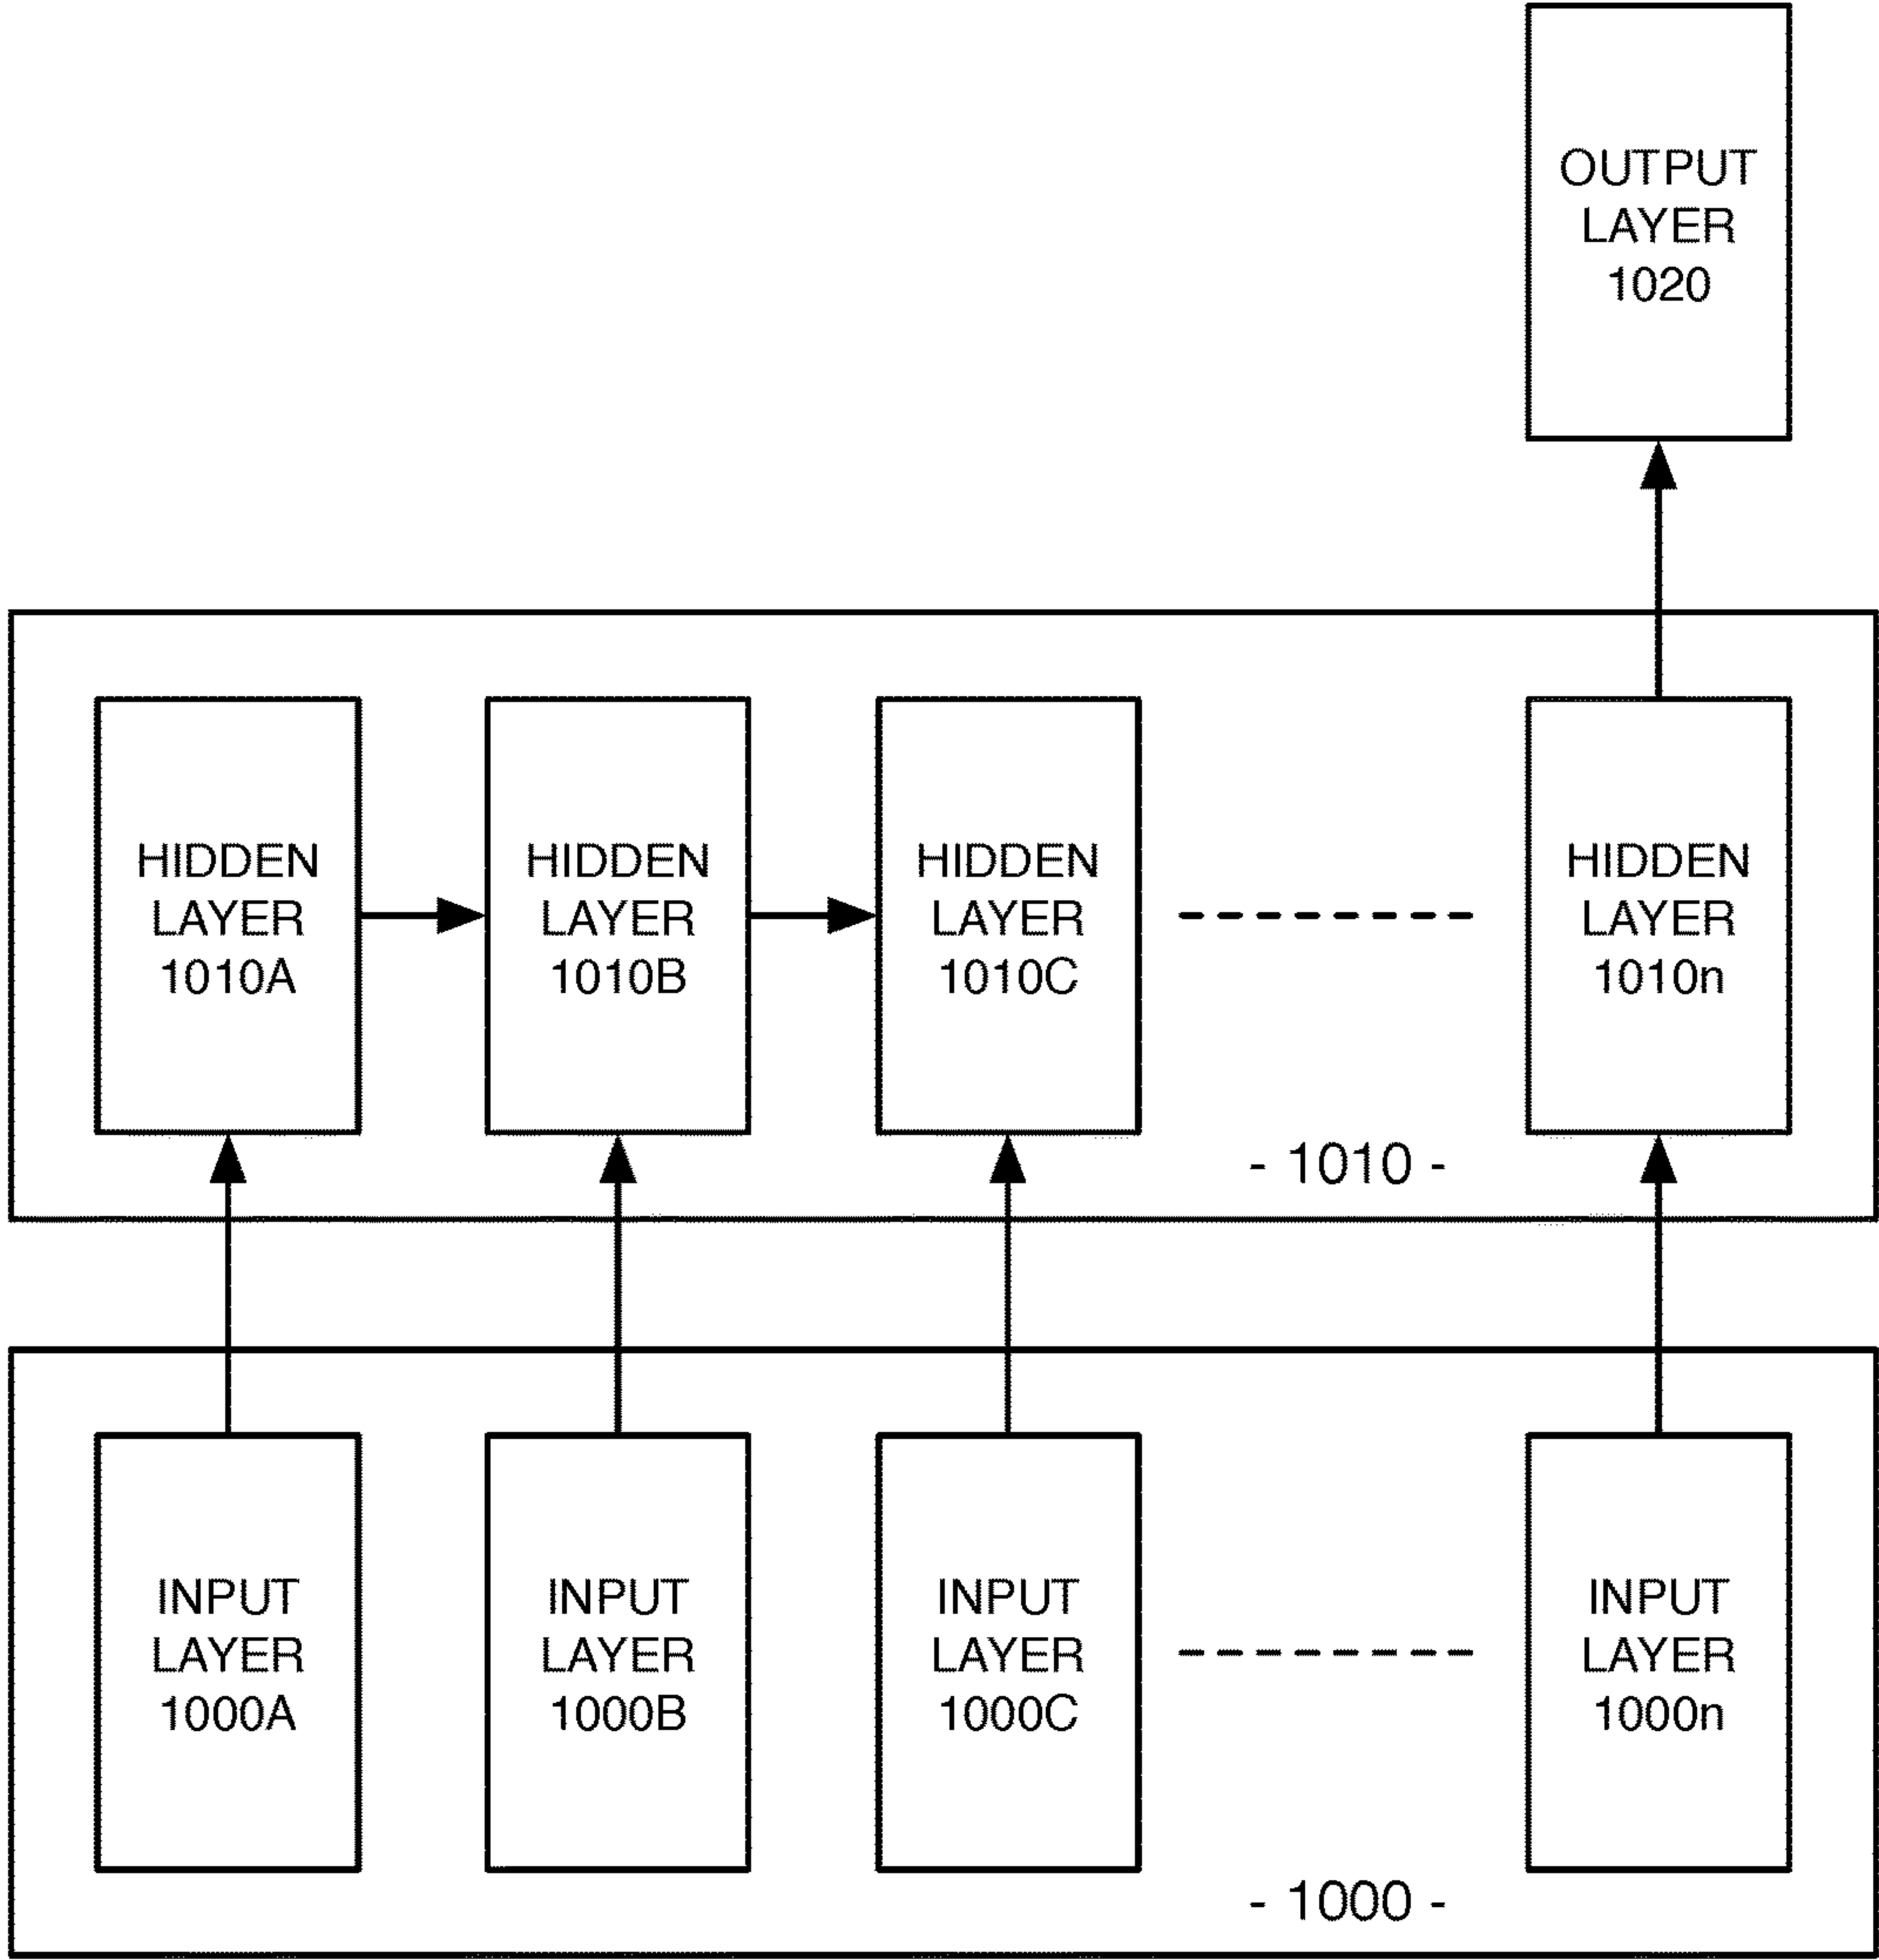 OUTPUT
LAYER
1020
HIDDEN
LAYER
1010A
HIDDEN
LAYER
1010B
HIDDEN
LAYER
1010C
HIDDEN
LAYER
1010n
- 1010 -
INPUT
LAYER
1000A
INPUT
LAYER
1000B
INPUT
LAYER
1000C
INPUT
LAYER
1000n
- 1000 -